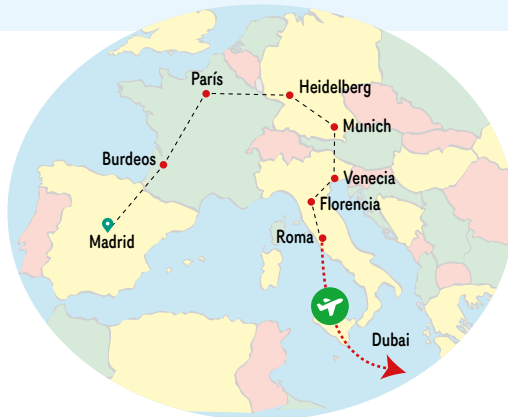 París
Heidelberg
Munich
Burdeos
Venecia
Florencia
Madrid
Roma
Dubai